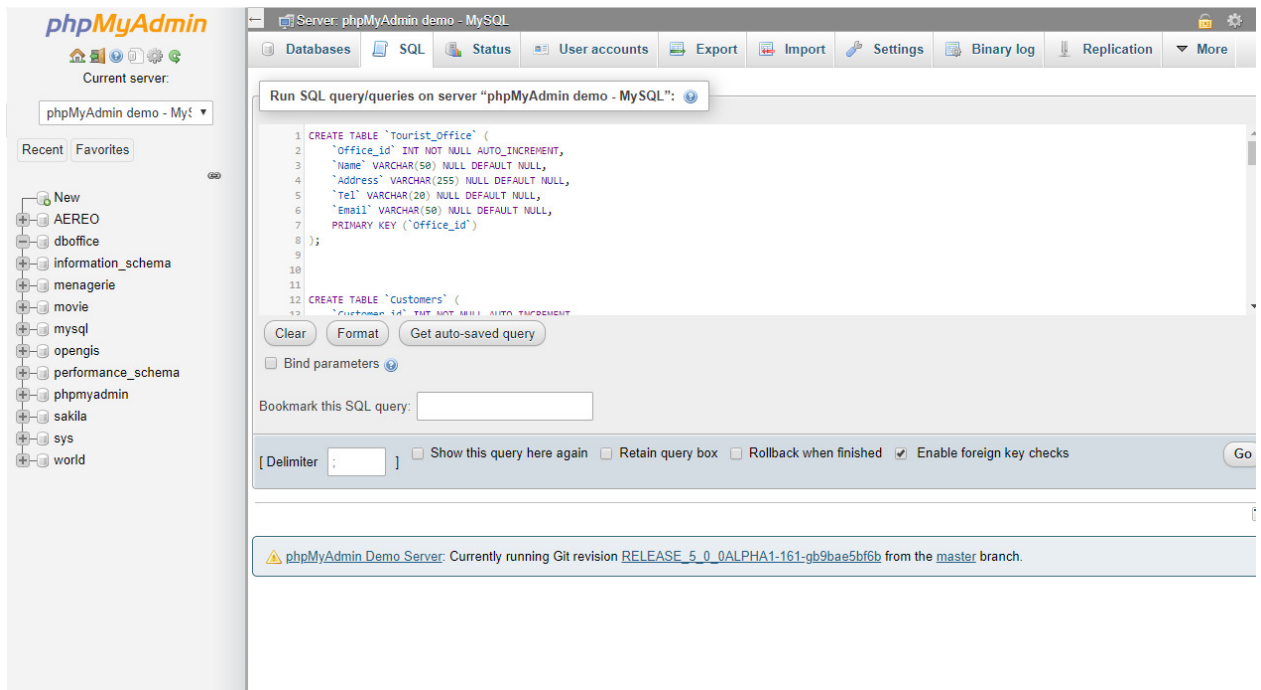 phpMyAdmin
Current server:
phpMyAdmin demo - MyS
Recent Favorites
New
AEREO
dboffice
information_schema
menagerie
movie
mysql
opengis
performance_schema
phpmyadmin
sakila
sys
world
Server: phpMyAdmin demo - MySQL
Databases SQL Status User accounts Export Import Settings Binary log Replication More
Run SQL query/queries on server “phpMyAdmin demo - MySQL”:
1 CREATE TABLE `Tourist_Office` (
2 `Office_id` INT NOT NULL AUTO_INCREMENT,
3 `Name` VARCHAR(50) NULL DEFAULT NULL,
4 `Address` VARCHAR(255) NULL DEFAULT NULL,
5 `Tel` VARCHAR(20) NULL DEFAULT NULL,
6 `Email` VARCHAR(50) NULL DEFAULT NULL,
7 PRIMARY KEY (`Office_id`)
8 );
9
10
11
12 CREATE TABLE `Customers` (
13 `Customer_id` INT NOT NULL AUTO_INCREMENT
Clear Format Get auto-saved query
Bind parameters
Bookmark this SQL query:
[ Delimiter ; ] Show this query here again Retain query box Rollback when finished Enable foreign key checks Go
phpMyAdmin Demo Server: Currently running Git revision RELEASE_5_0_0ALPHA1-161-gb9bae5bf6b from the master branch.